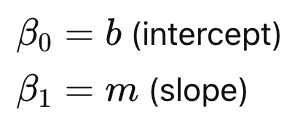 β₀ = b (intercept)
β₁ = m (slope)